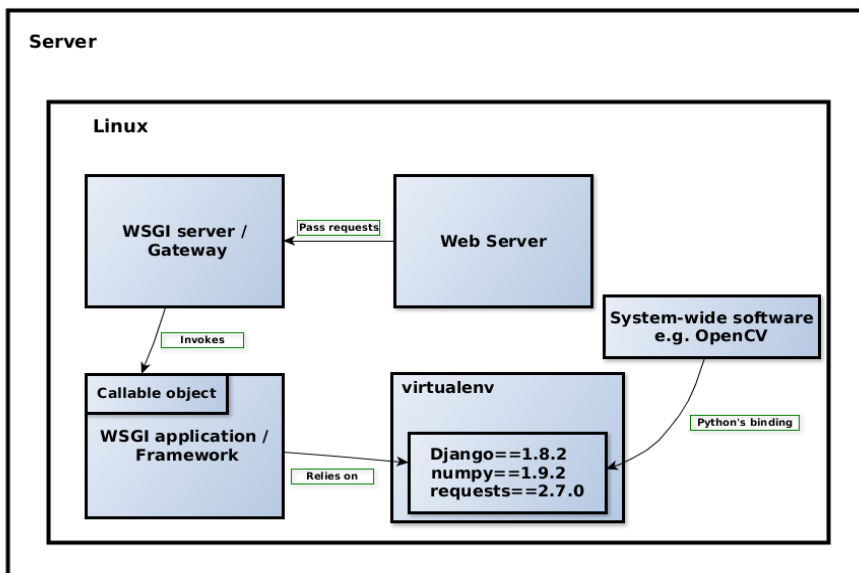 Server
Linux
WSGI server /
Gateway
Pass requests
Web Server
System-wide software
e.g. OpenCV
Invokes
Callable object
WSGI application /
Framework
Relies on
virtualenv
Django==1.8.2
numpy==1.9.2
requests==2.7.0
Python's binding